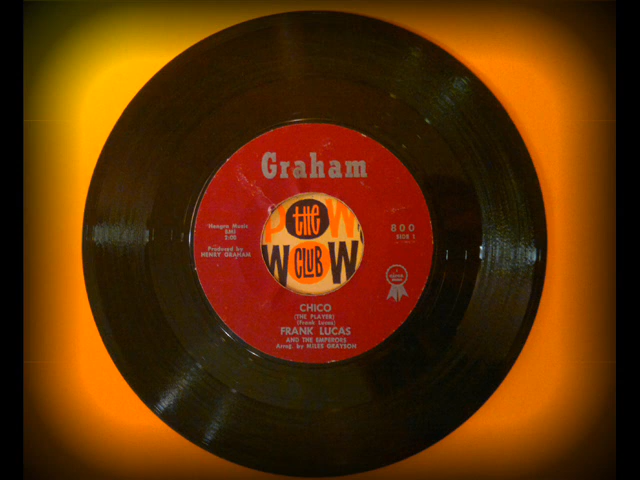 Graham
Hengra Music
BMI
2:05
Produced by
HENRY GRAHAM
800
SIDE 1
POW
the
WOW
CLUB
CHICO
(THE PLAYER)
(Frank Lucas)
FRANK LUCAS
AND THE EMPERORS
Arrg. by MILES GRAYSON